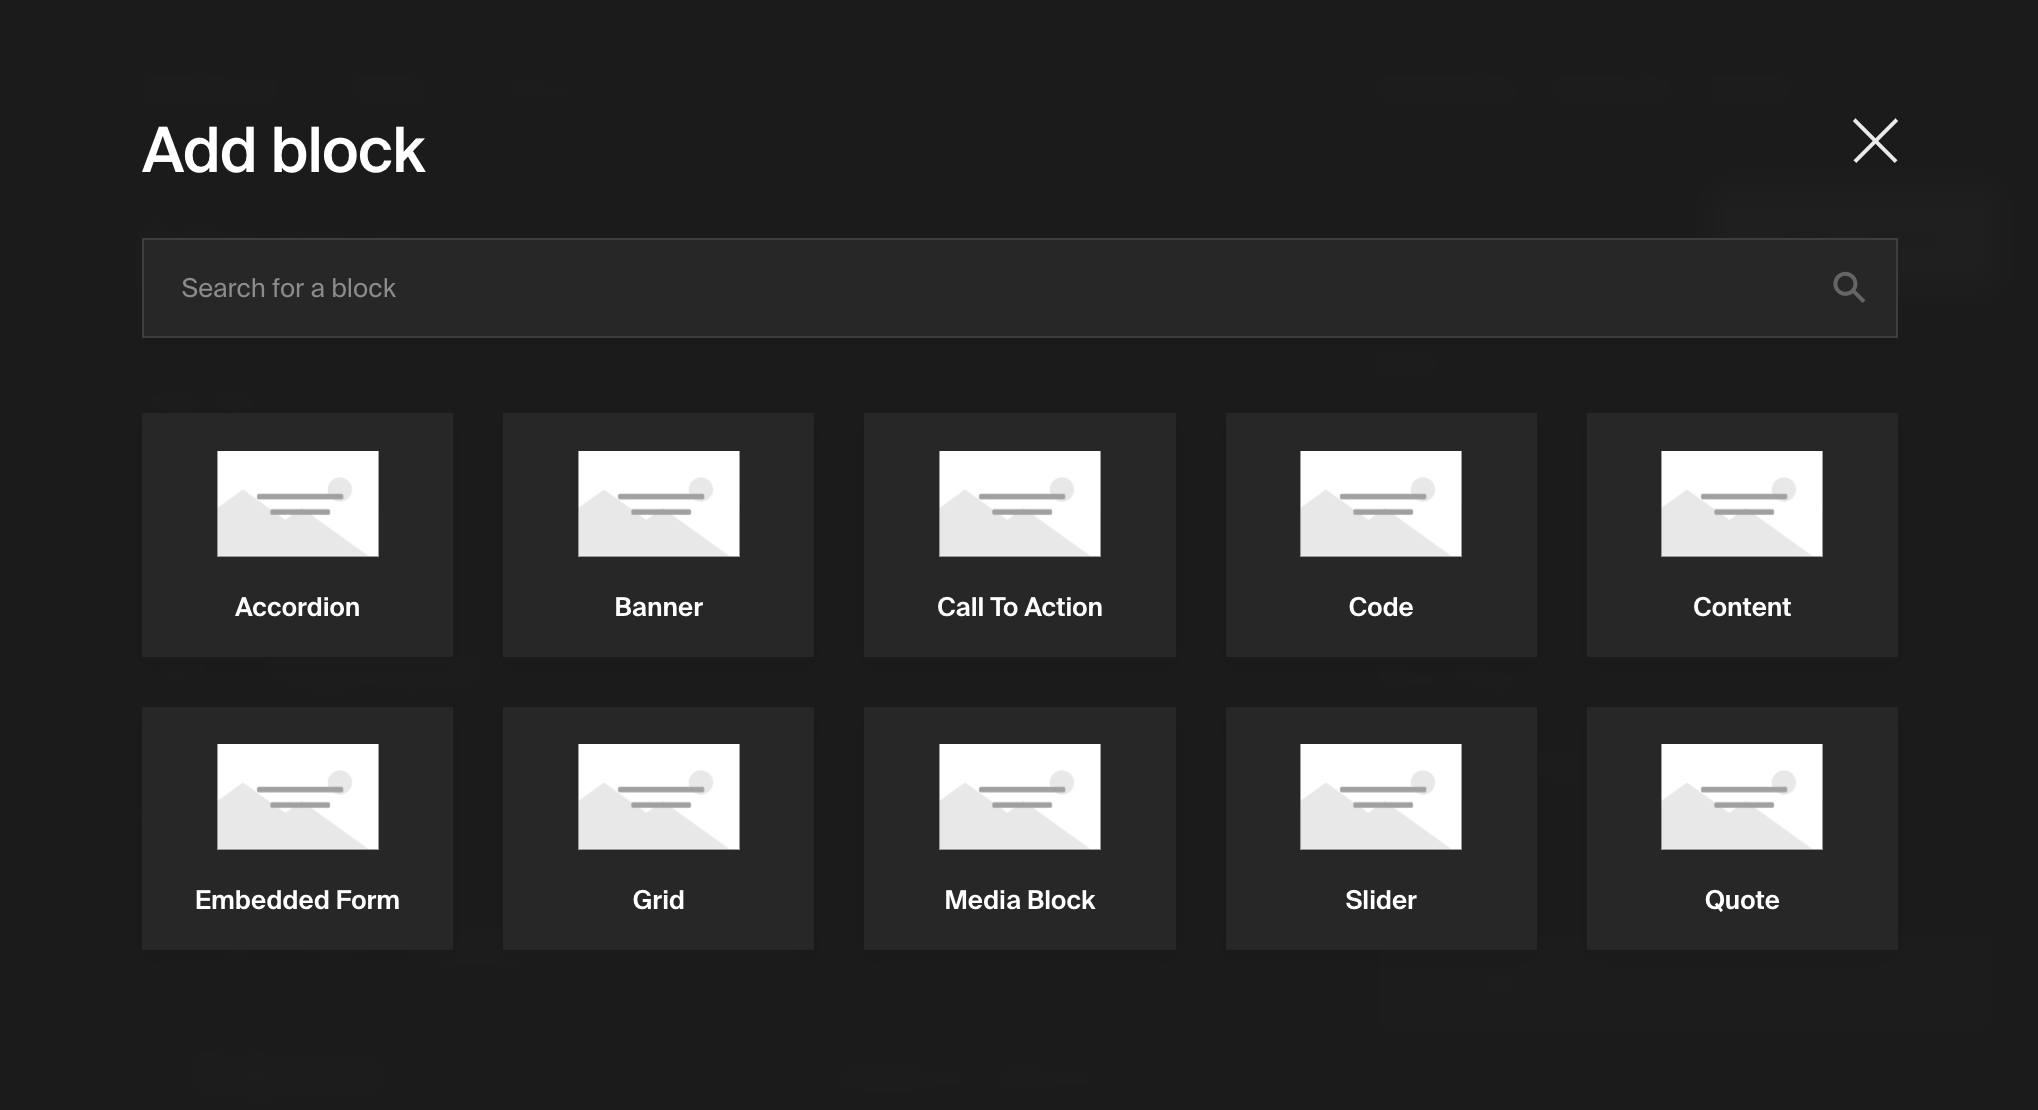 Add block
Search for a block
Accordion
Banner
Call To Action
Code
Content
Embedded Form
Grid
Media Block
Slider
Quote